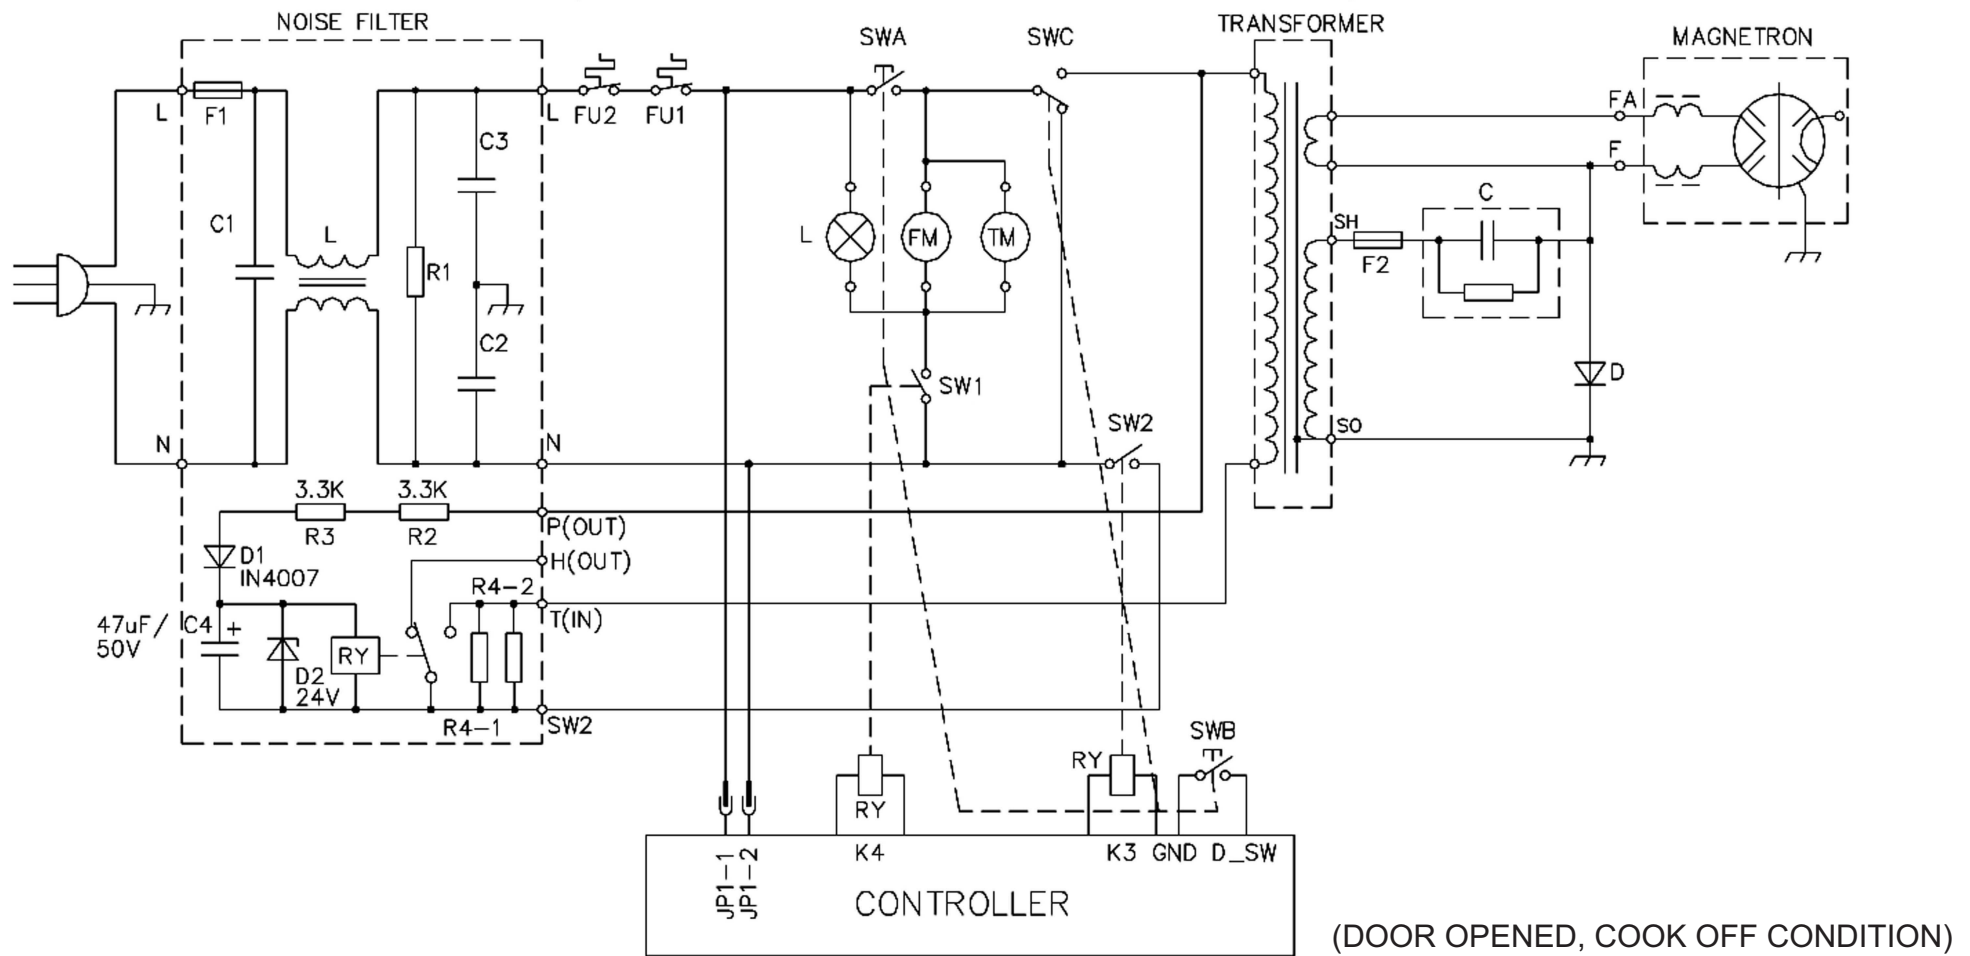 NOISE FILTER
SWA
SWC
TRANSFORMER
MAGNETRON
L
F1
L
FU2
FU1
FA
C3
F
C1
L
R1
L
FM
TM
C
SH
F2
C2
SW1
D
SW2
SO
N
N
3.3K
3.3K
R3
R2
P(OUT)
D1
IN4007
H(OUT)
R4-2
T(IN)
47uF/
50V
C4
+
RY
D2
24V
R4-1
SW2
SWB
RY
RY
JP1-1
JP1-2
K4
K3
GND
D_SW
CONTROLLER
(DOOR OPENED, COOK OFF CONDITION)